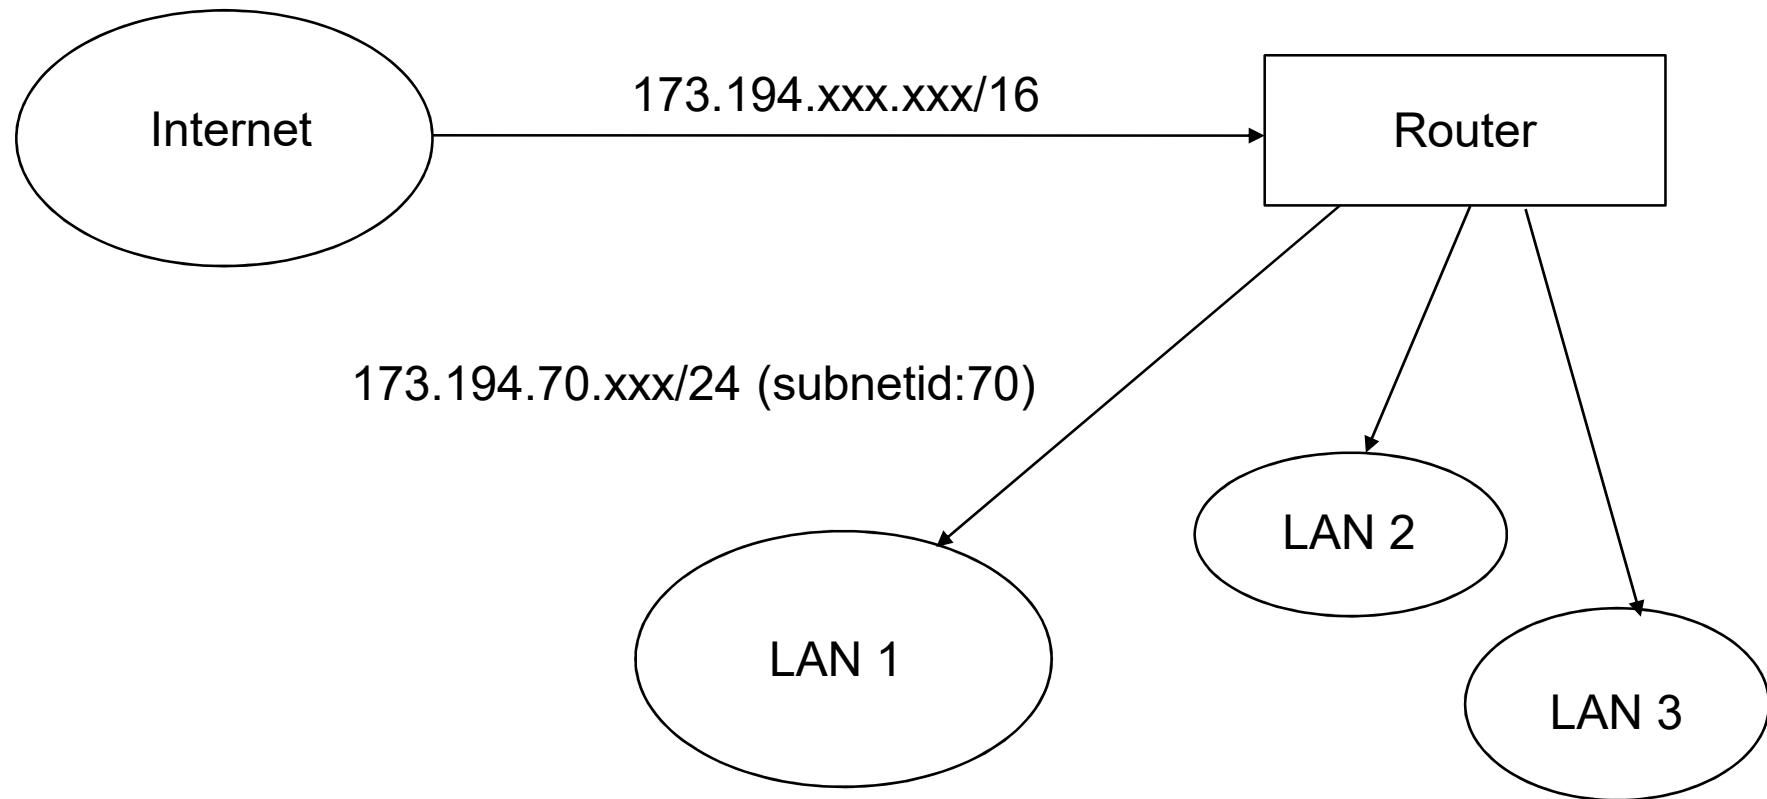 173.194.xxx.xxx/16
Internet
Router
173.194.70.xxx/24 (subnetid:70)
LAN 2
LAN 1
LAN 3